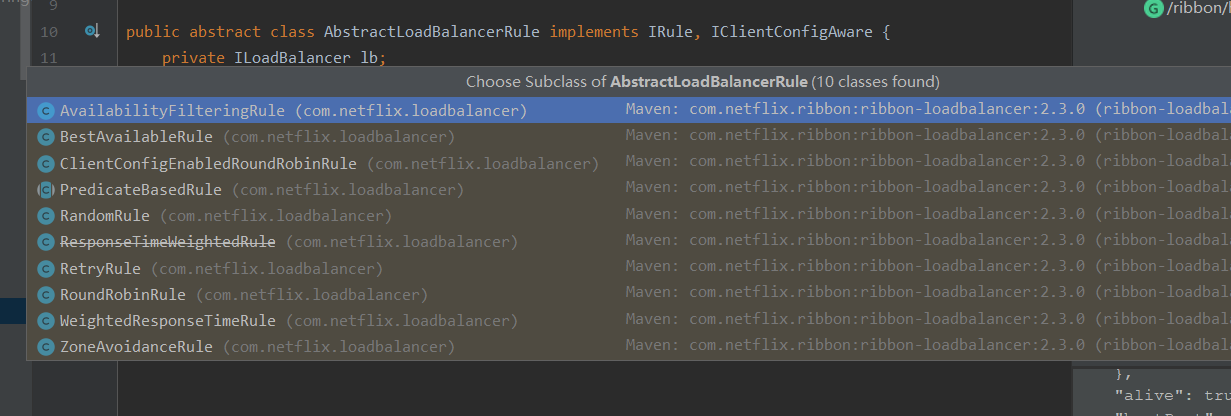 ring
9
/ribbon/
10 public abstract class AbstractLoadBalancerRule implements IRule, IClientConfigAware {
11 private ILoadBalancer lb;
Choose Subclass of AbstractLoadBalancerRule (10 classes found)
AvailabilityFilteringRule (com.netflix.loadbalancer) Maven: com.netflix.ribbon:ribbon-loadbalancer:2.3.0 (ribbon-loadbal
BestAvailableRule (com.netflix.loadbalancer) Maven: com.netflix.ribbon:ribbon-loadbalancer:2.3.0 (ribbon-loadbal
ClientConfigEnabledRoundRobinRule (com.netflix.loadbalancer) Maven: com.netflix.ribbon:ribbon-loadbalancer:2.3.0 (ribbon-loadbal
PredicateBasedRule (com.netflix.loadbalancer) Maven: com.netflix.ribbon:ribbon-loadbalancer:2.3.0 (ribbon-loadbal
RandomRule (com.netflix.loadbalancer) Maven: com.netflix.ribbon:ribbon-loadbalancer:2.3.0 (ribbon-loadbal
ResponseTimeWeightedRule (com.netflix.loadbalancer) Maven: com.netflix.ribbon:ribbon-loadbalancer:2.3.0 (ribbon-loadbal
RetryRule (com.netflix.loadbalancer) Maven: com.netflix.ribbon:ribbon-loadbalancer:2.3.0 (ribbon-loadbal
RoundRobinRule (com.netflix.loadbalancer) Maven: com.netflix.ribbon:ribbon-loadbalancer:2.3.0 (ribbon-loadbal
WeightedResponseTimeRule (com.netflix.loadbalancer) Maven: com.netflix.ribbon:ribbon-loadbalancer:2.3.0 (ribbon-loadbal
ZoneAvoidanceRule (com.netflix.loadbalancer) Maven: com.netflix.ribbon:ribbon-loadbalancer:2.3.0 (ribbon-loadbal
},
"alive": tru